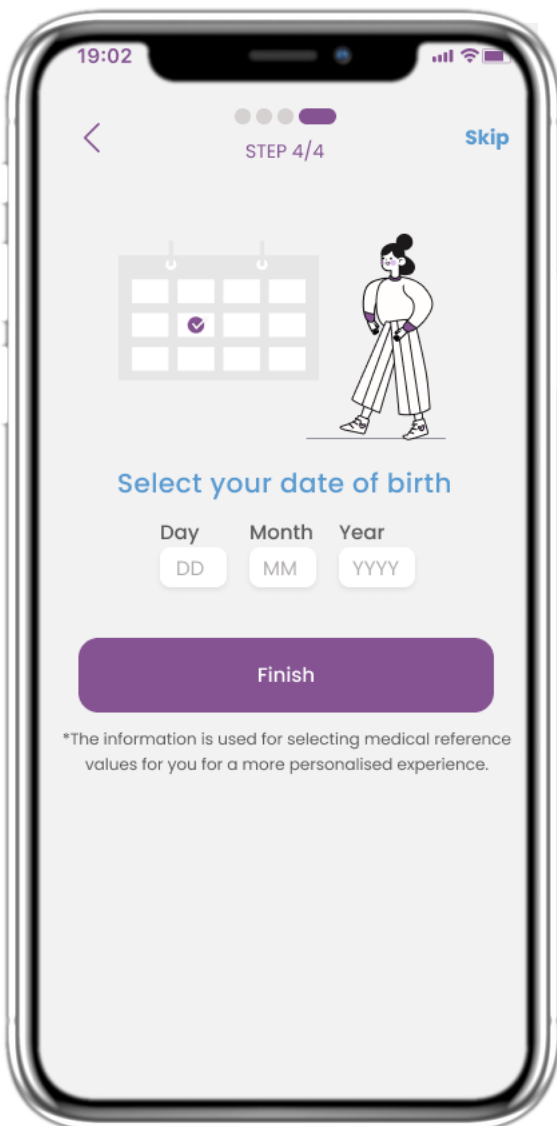 19:02
STEP 4/4
Skip
Select your date of birth
Day Month Year
DD MM YYYY
Finish
*The information is used for selecting medical reference
values for you for a more personalised experience.